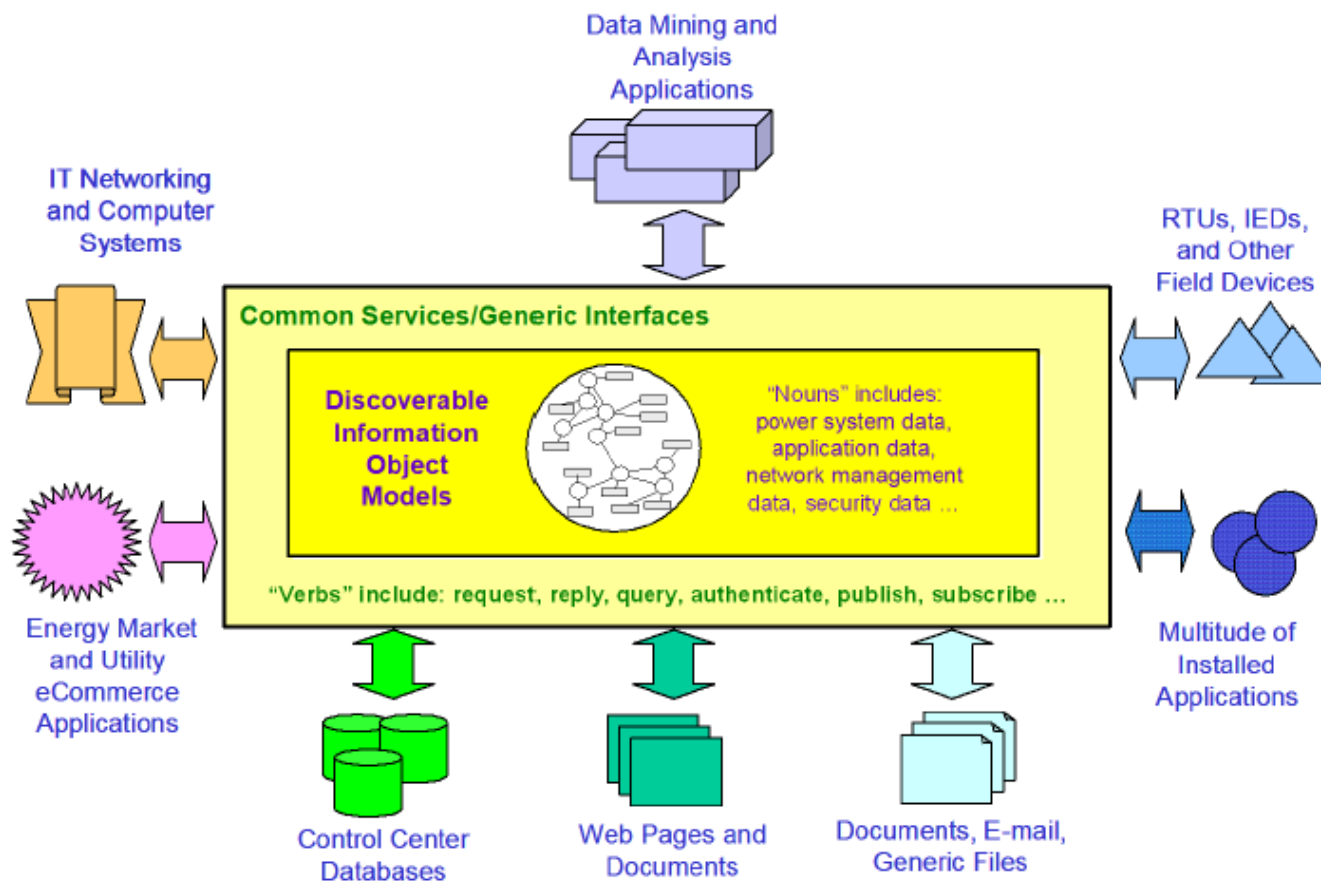 Data Mining and
Analysis
Applications
IT Networking
and Computer
Systems
RTUs, IEDs,
and Other
Field Devices
Common Services/Generic Interfaces
Discoverable
Information
Object
Models
“Nouns” includes:
power system data,
application data,
network management
data, security data ...
“Verbs” include: request, reply, query, authenticate, publish, subscribe ...
Energy Market
and Utility
eCommerce
Applications
Multitude of
Installed
Applications
Control Center
Databases
Web Pages and
Documents
Documents, E-mail,
Generic Files